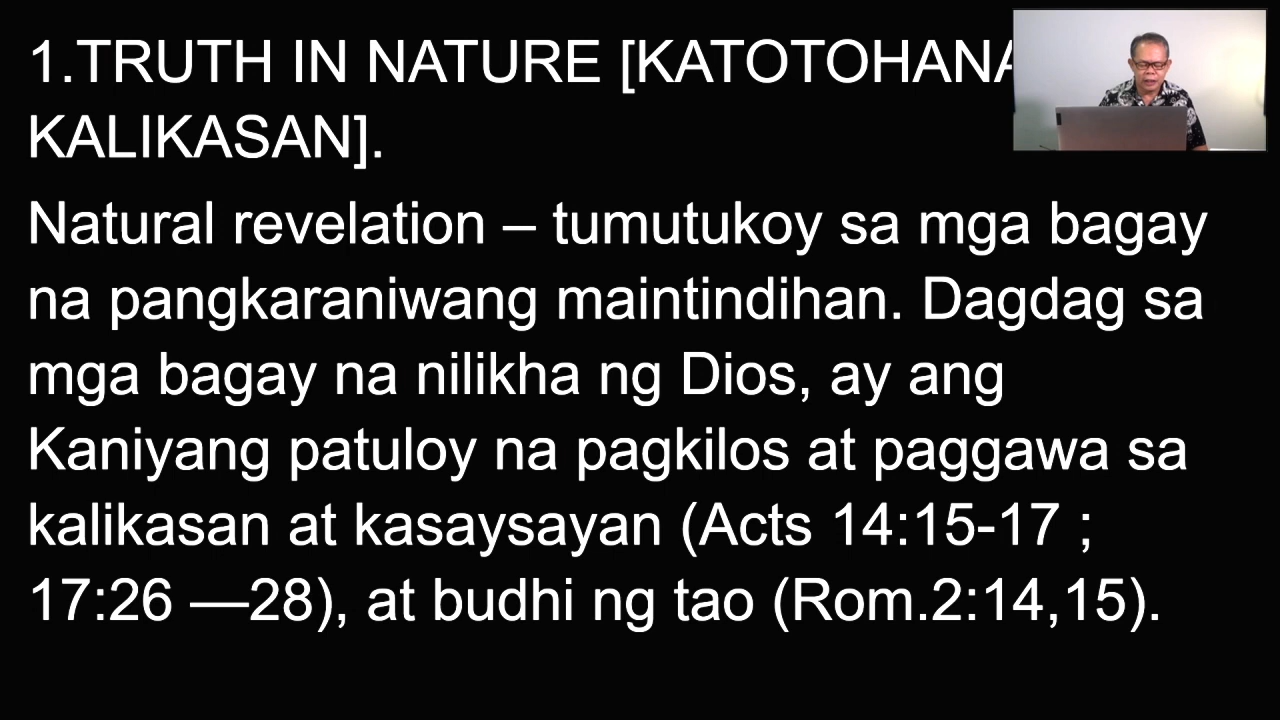 1.TRUTH IN NATURE [KATOTOHANA
KALIKASAN].
Natural revelation – tumutukoy sa mga bagay
na pangkaraniwang maintindihan. Dagdag sa
mga bagay na nilikha ng Dios, ay ang
Kaniyang patuloy na pagkilos at paggawa sa
kalikasan at kasaysayan (Acts 14:15-17 ;
17:26 —28), at budhi ng tao (Rom.2:14,15).